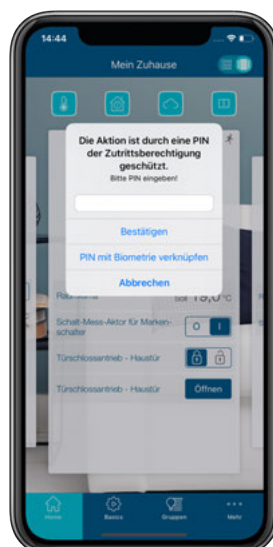 14:44
Mein Zuhause
Die Aktion ist durch eine PIN
der Zutrittsberechtigung
geschützt.
Bitte PIN eingeben!
Bestätigen
PIN mit Biometrie verknüpfen
Abbrechen
Raumklima
Soll 19,0 °C
Schalt-Mess-Aktor für Marken-
schalter
O I
Türschlossantrieb - Haustür
Türschlossantrieb - Haustür
Öffnen
Home Basics Gruppen Mehr